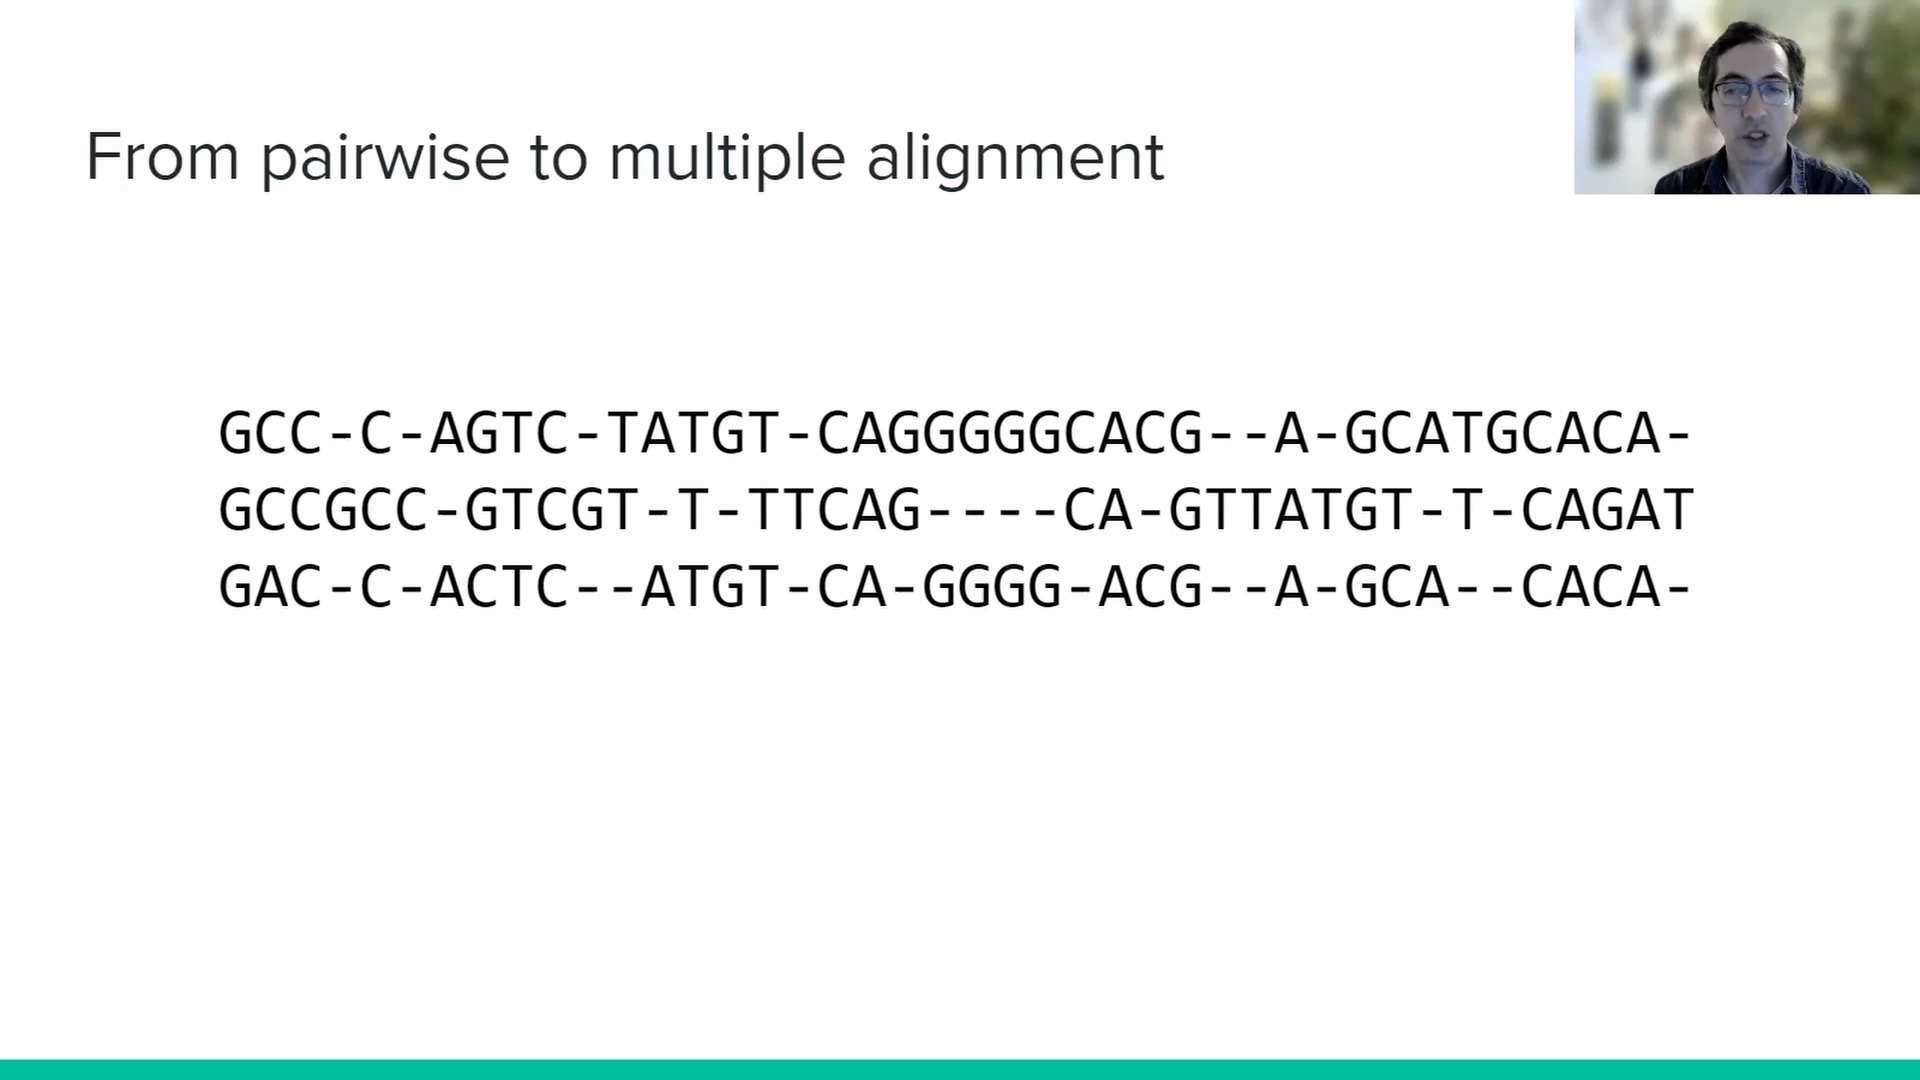 From pairwise to multiple alignment
GCC-C-AGTC-TATGT-CAGGGGGCACG--A-GCATGCACA-
GCCGCC-GTCGT-T-TTCAG----CA-GTTATGT-T-CAGAT
GAC-C-ACTC--ATGT-CA-GGGG-ACG--A-GCA--CACA-